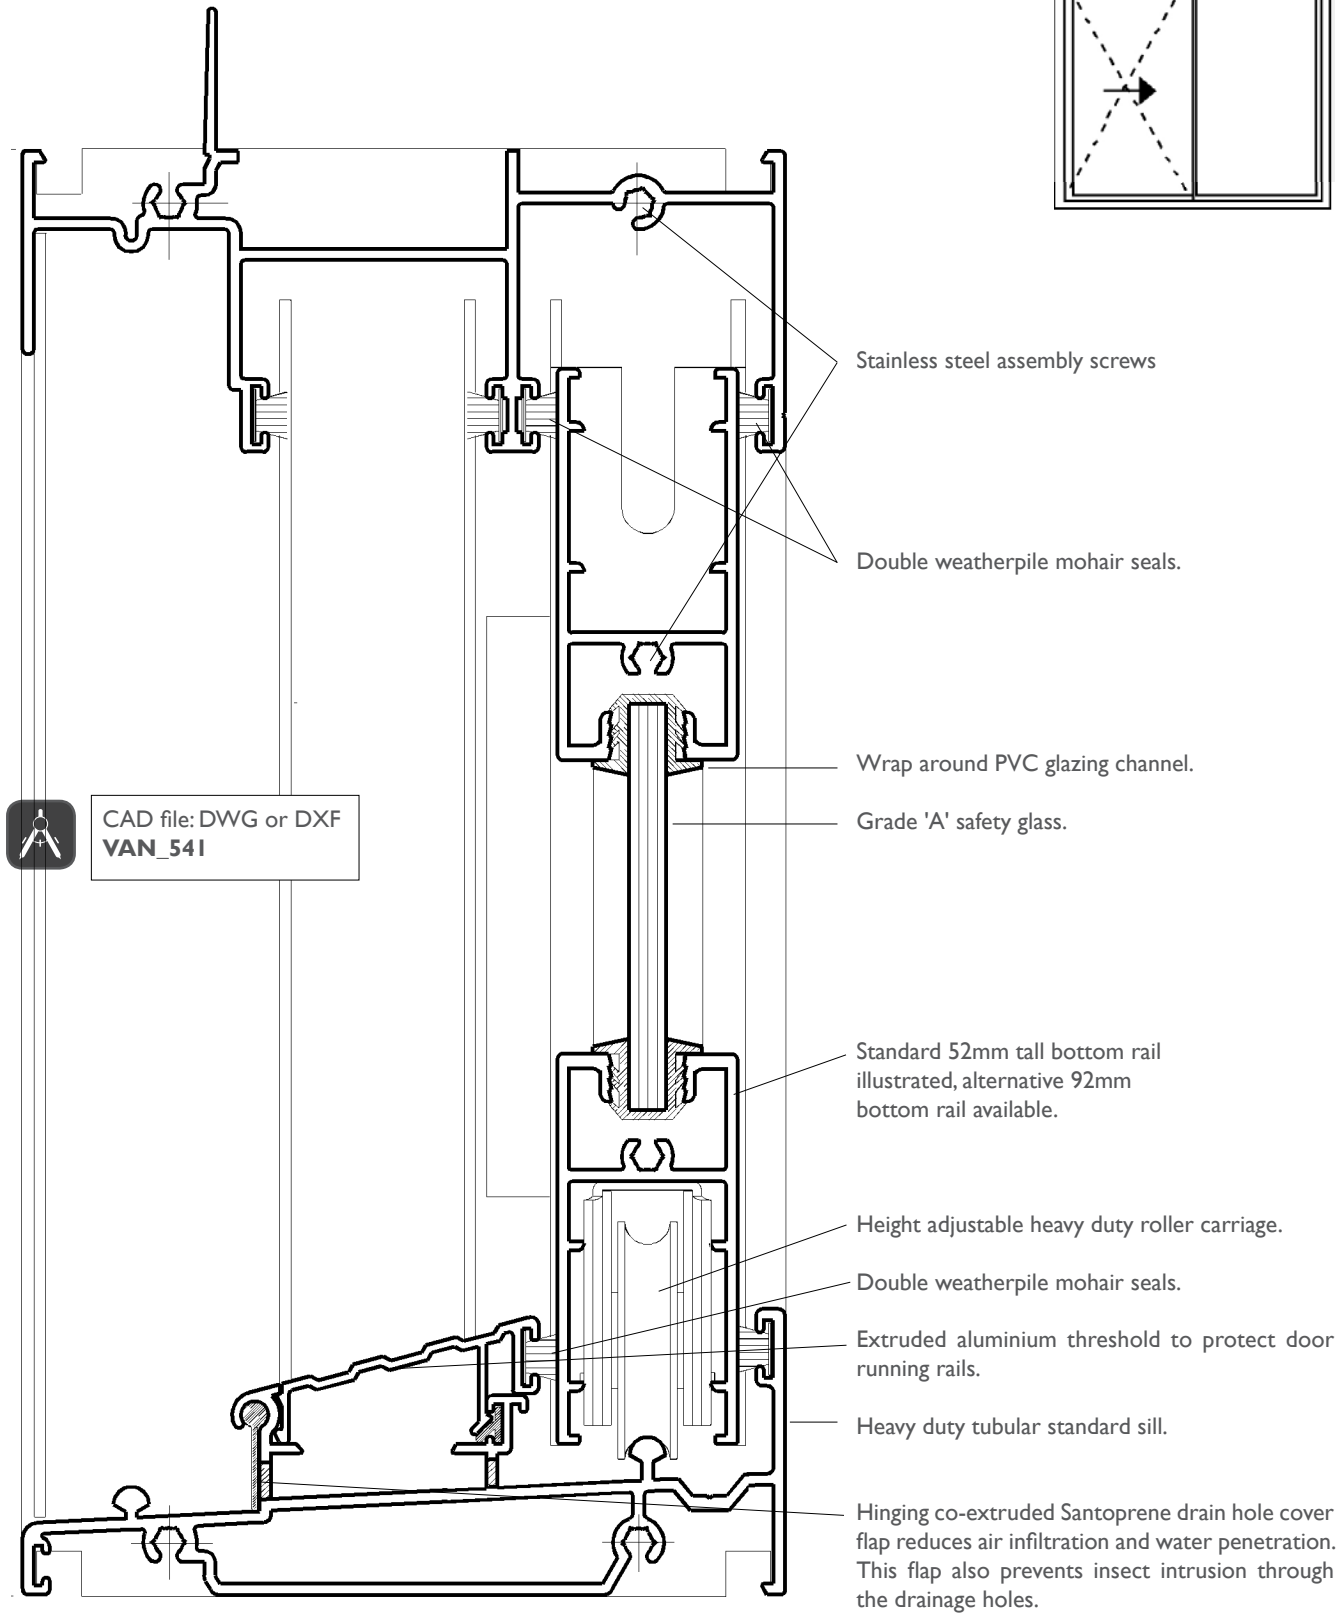 Stainless steel assembly screws
Double weatherpile mohair seals.
Wrap around PVC glazing channel.
CAD file: DWG or DXF
VAN_541
Grade 'A' safety glass.
Standard 52mm tall bottom rail
illustrated, alternative 92mm
bottom rail available.
Height adjustable heavy duty roller carriage.
Double weatherpile mohair seals.
Extruded aluminium threshold to protect door
running rails.
Heavy duty tubular standard sill.
Hinging co-extruded Santoprene drain hole cover
flap reduces air infiltration and water penetration.
This flap also prevents insect intrusion through
the drainage holes.